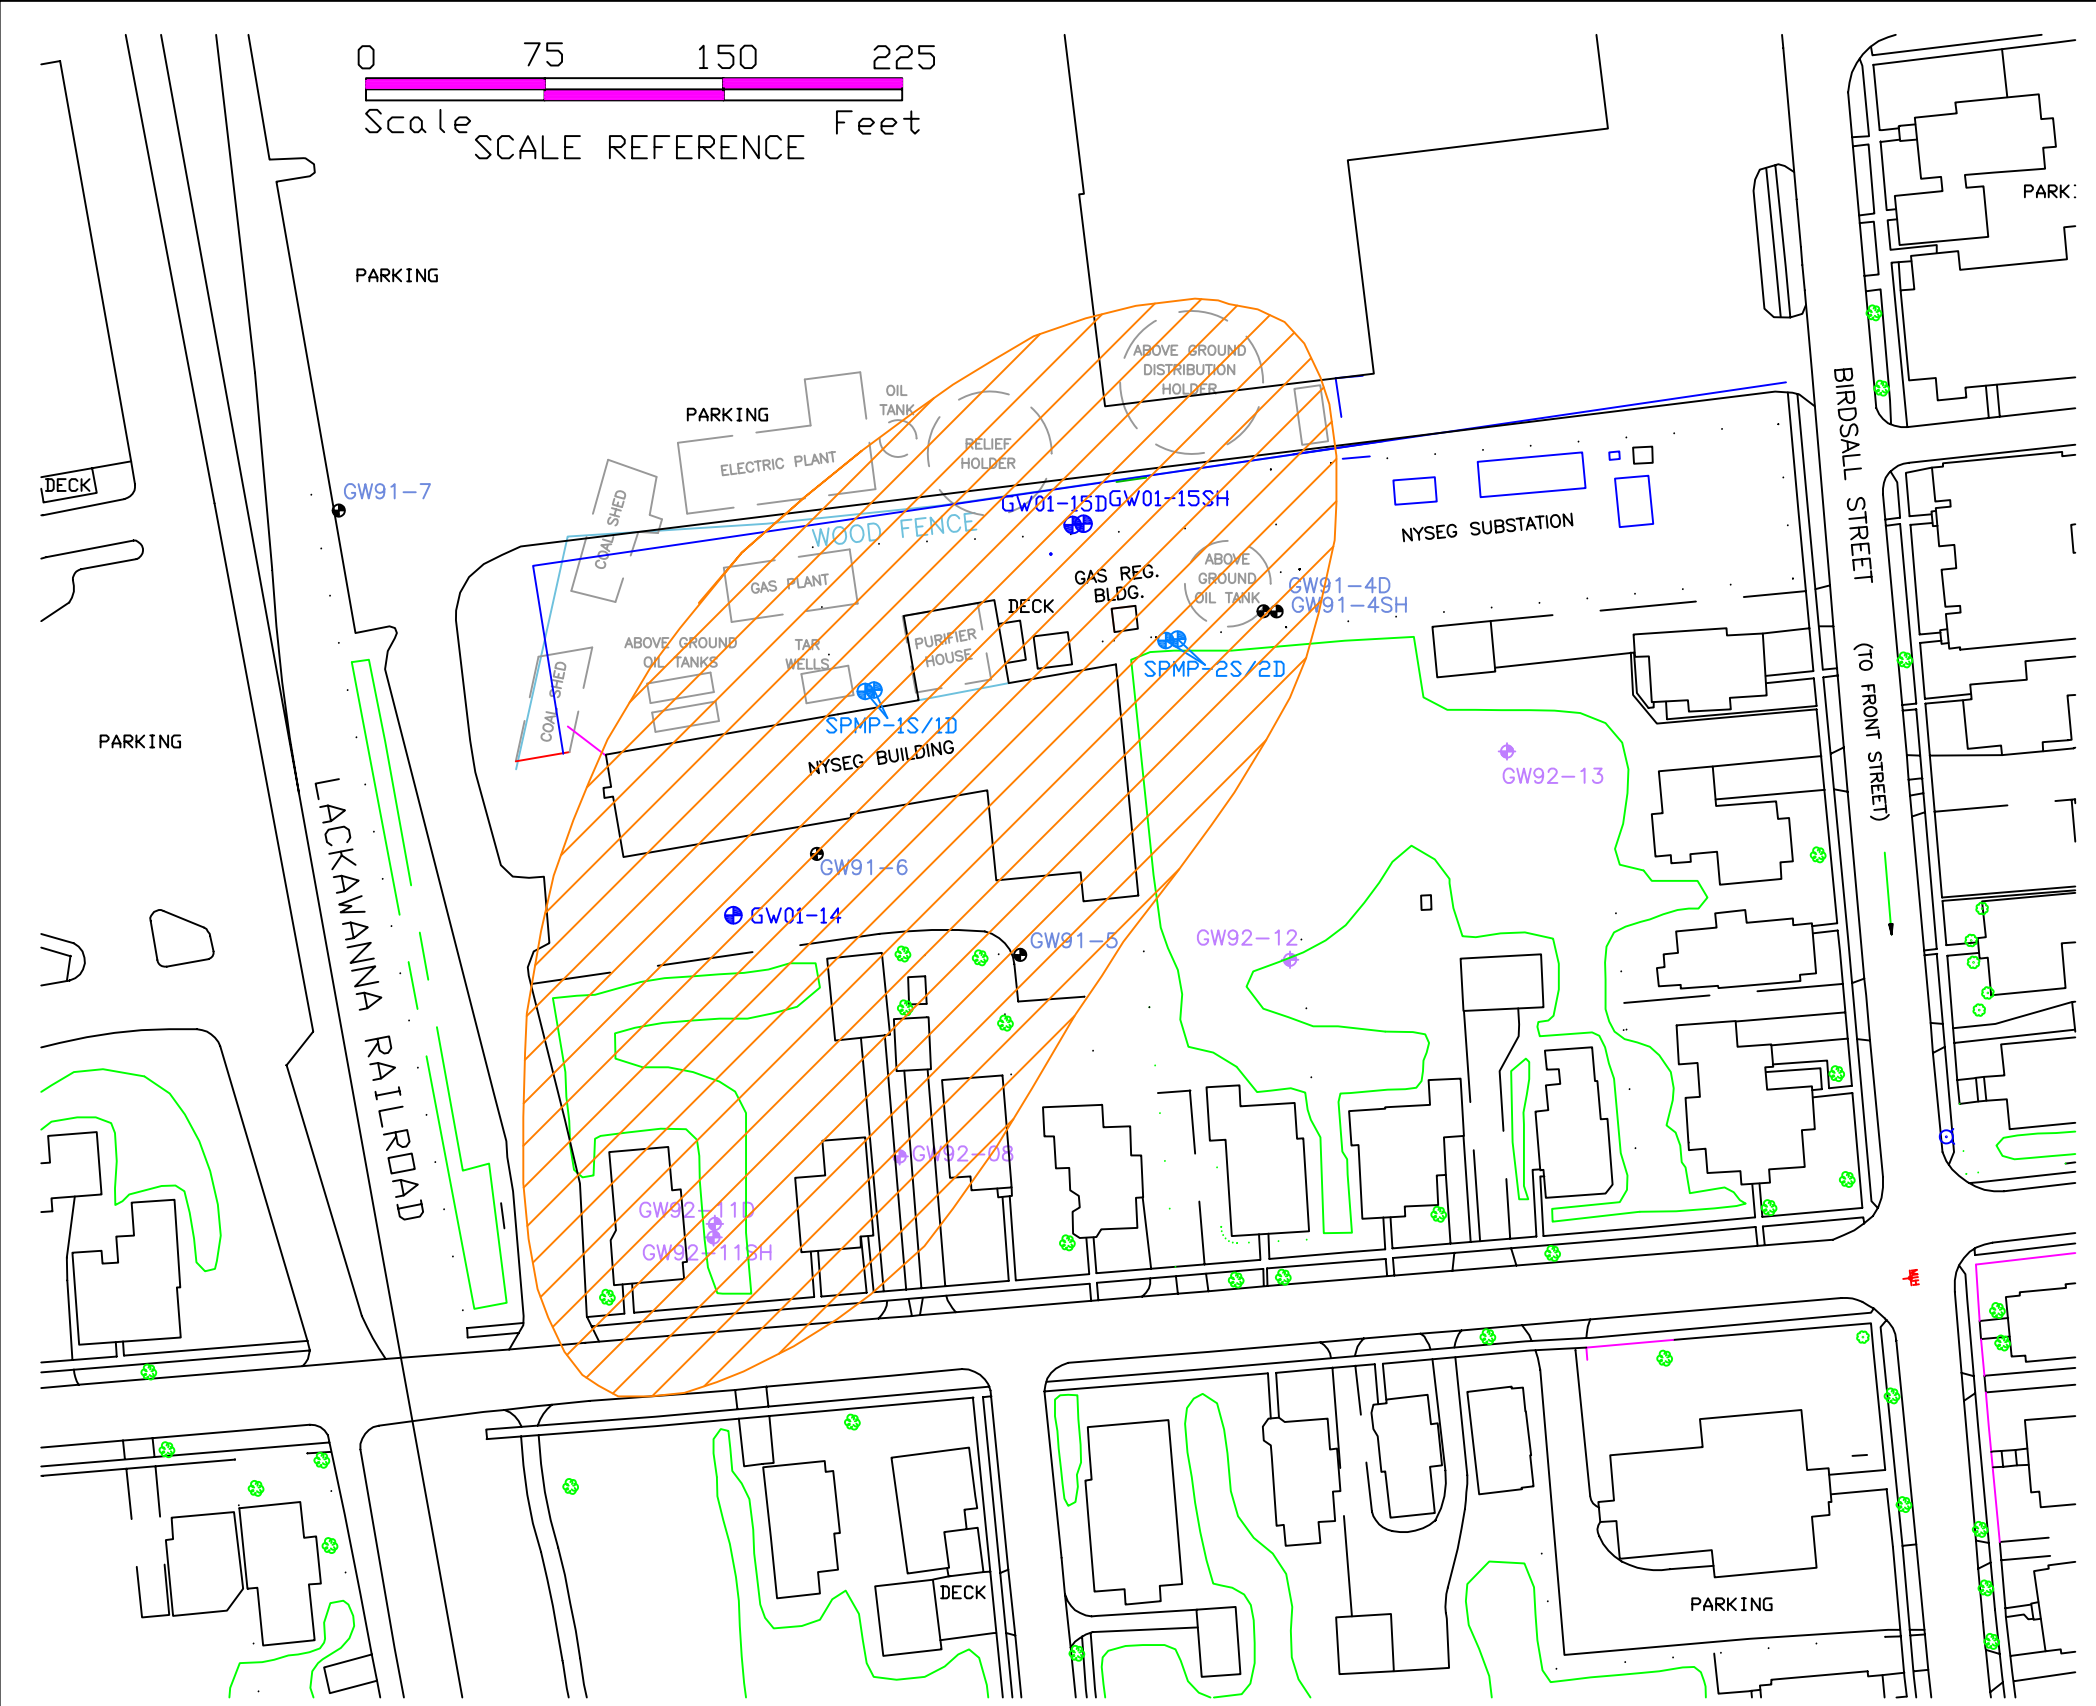 0 75 150 225
Scale Feet
SCALE REFERENCE
PARK
PARKING
ABOVE GROUND
DISTRIBUTION
HOLDER
OIL
TANK
PARKING
RELIEF
HOLDER
ELECTRIC PLANT
BIRDSALL STREET (TO FRONT STREET)
DECK
GW91-7
COAL SHED
GW01-15D
GW01-15SH
WOOD FENCE
NYSEG SUBSTATION
ABOVE
GROUND
OIL TANK
GAS REG.
BLDG.
GAS PLANT
GW91-4D
GW91-4SH
DECK
PURIFIER
HOUSE
ABOVE GROUND
OIL TANKS
TAR
WELLS
COAL SHED
SPMP-2S/2D
SPMP-1S/1D
NYSEG BUILDING
PARKING
GW92-13
LACKAWANNA RAILROAD
GW91-6
GW01-14
GW91-5
GW92-12
GW92-08
GW92-11D
GW92-11SH
DECK
PARKING